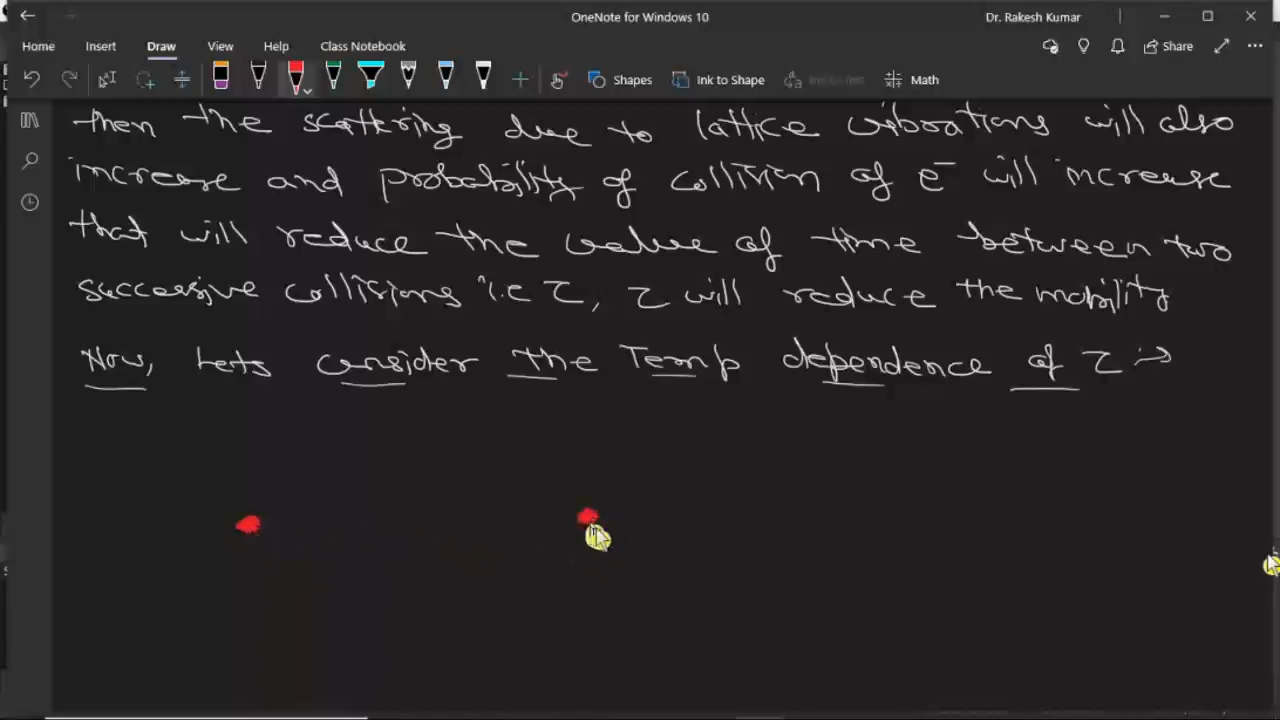 OneNote for Windows 10
Dr. Rakesh Kumar
Home Insert Draw View Help Class Notebook
Share
Shapes Ink to Shape Ink to Text Math
then the scattering due to lattice vibrations will also
increase and probability of collision of e⁻ will increase
that will reduce the value of time between two
successive collisions i.e τ, τ will reduce the mobility
Now, Lets consider the Temp dependence of τ ⇒